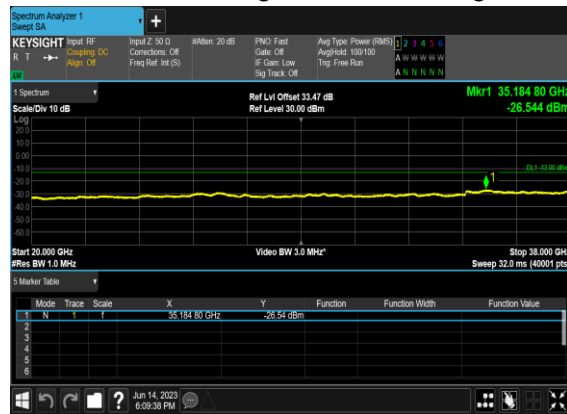 Spectrum Analyzer 1
Swept SA
KEYSIGHT Input: RF Input Z: 50 Ω #Atten: 20 dB PNO: Fast Avg Type: Power (RMS) 1 2 3 4 5 6
R T Coupling: DC Corrections: Off Gate: Off Avg|Hold: 100/100 A W W W W W
Align: Off Freq Ref: Int (S) IF Gain: Low Trig: Free Run
LXI Sig Track: Off A N N N N N
1 Spectrum Ref Lvl Offset 33.47 dB Mkr1 35.184 80 GHz
Scale/Div 10 dB Ref Level 30.00 dBm -26.544 dBm
Log
20.0
10.0
0.00
-10.0 DL1 -13.00 dBm
-20.0 1
-30.0
-40.0
-50.0
-60.0
Start 20.000 GHz Video BW 3.0 MHz* Stop 38.000 GHz
#Res BW 1.0 MHz Sweep 32.0 ms (40001 pts)
5 Marker Table
Mode Trace Scale X Y Function Function Width Function Value
1 N 1 f 35.184 80 GHz -26.54 dBm
2
3
4
5
6
? Jun 14, 2023
6:09:38 PM